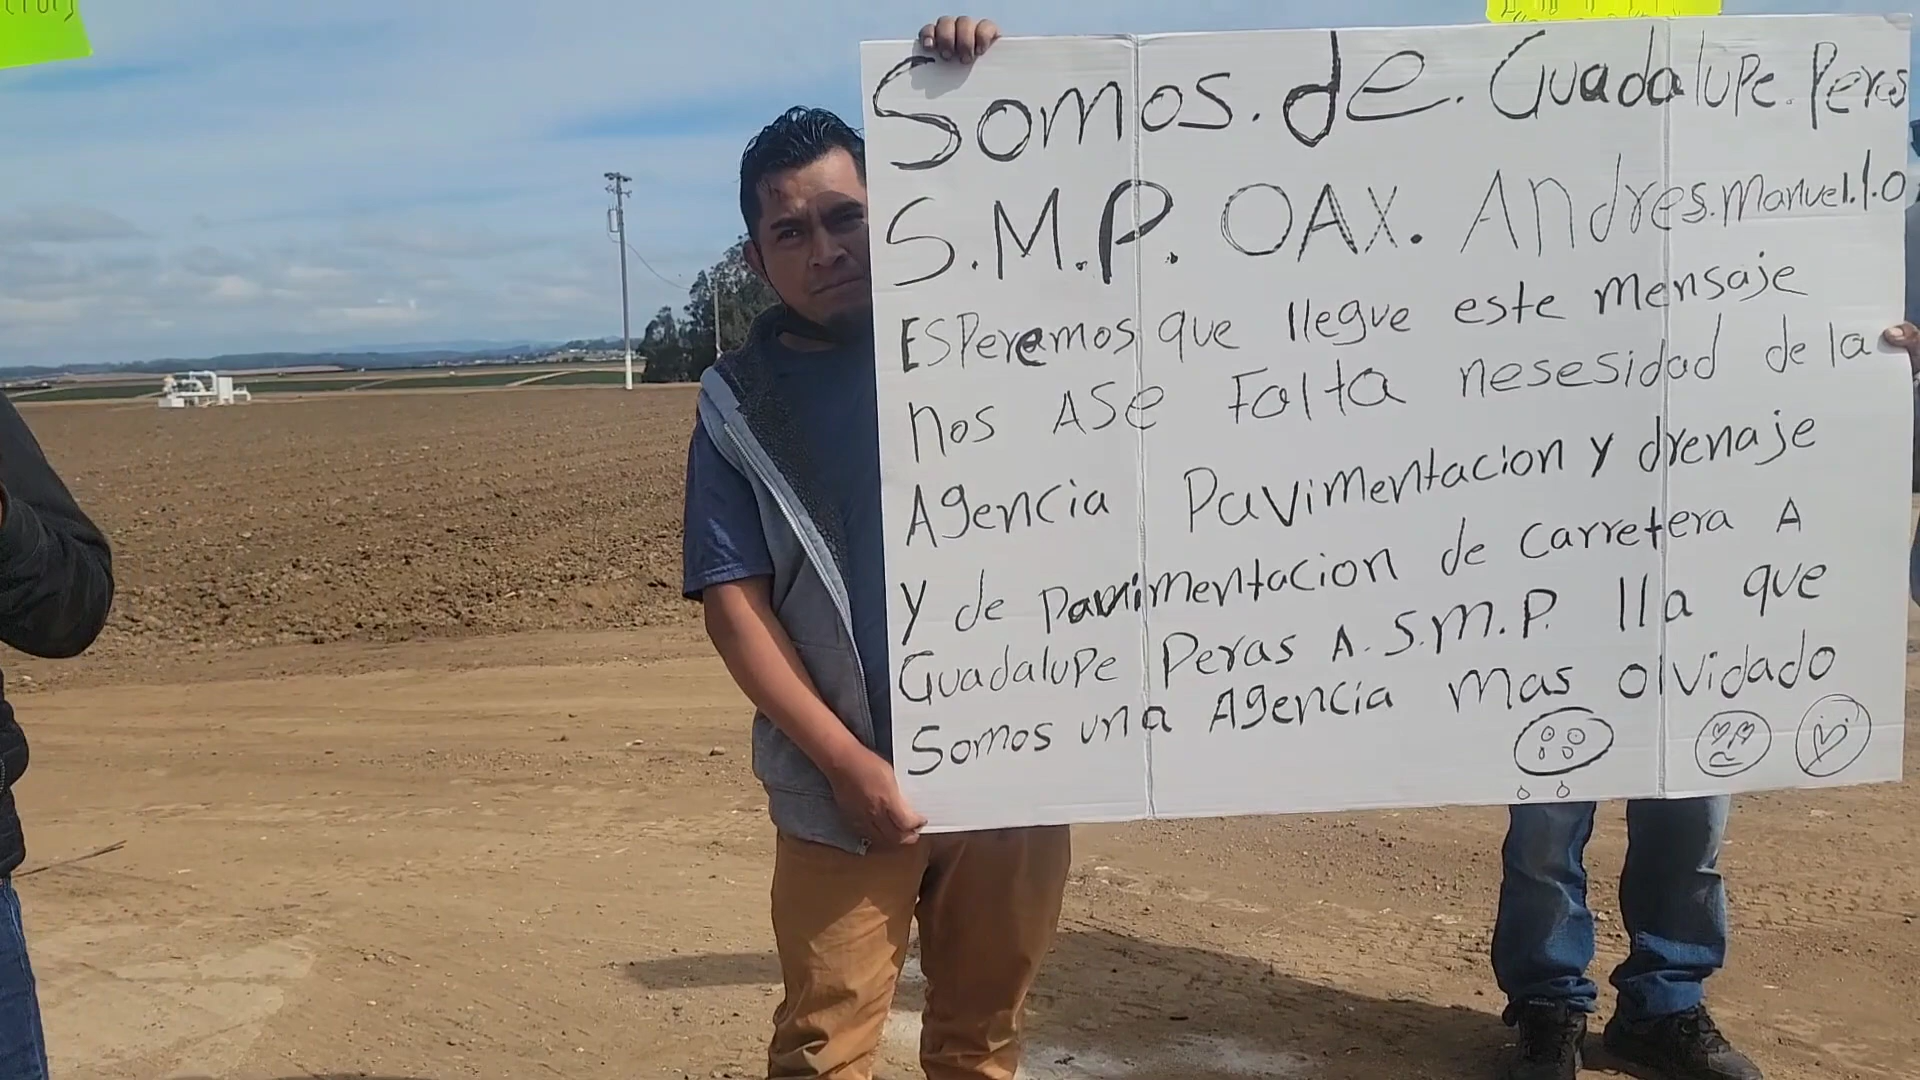 Somos. de. Guadalupe. Peras
S.M.P. OAX. Andres. Manuel. l.O
Esperemos que llegue este mensaje
nos ASe Falta nesesidad de la
Agencia Pavimentacion y drenaje
y de pavimentacion de carretera A
Guadalupe Peras A. S.M.P. lla que
Somos una Agencia mas olvidado